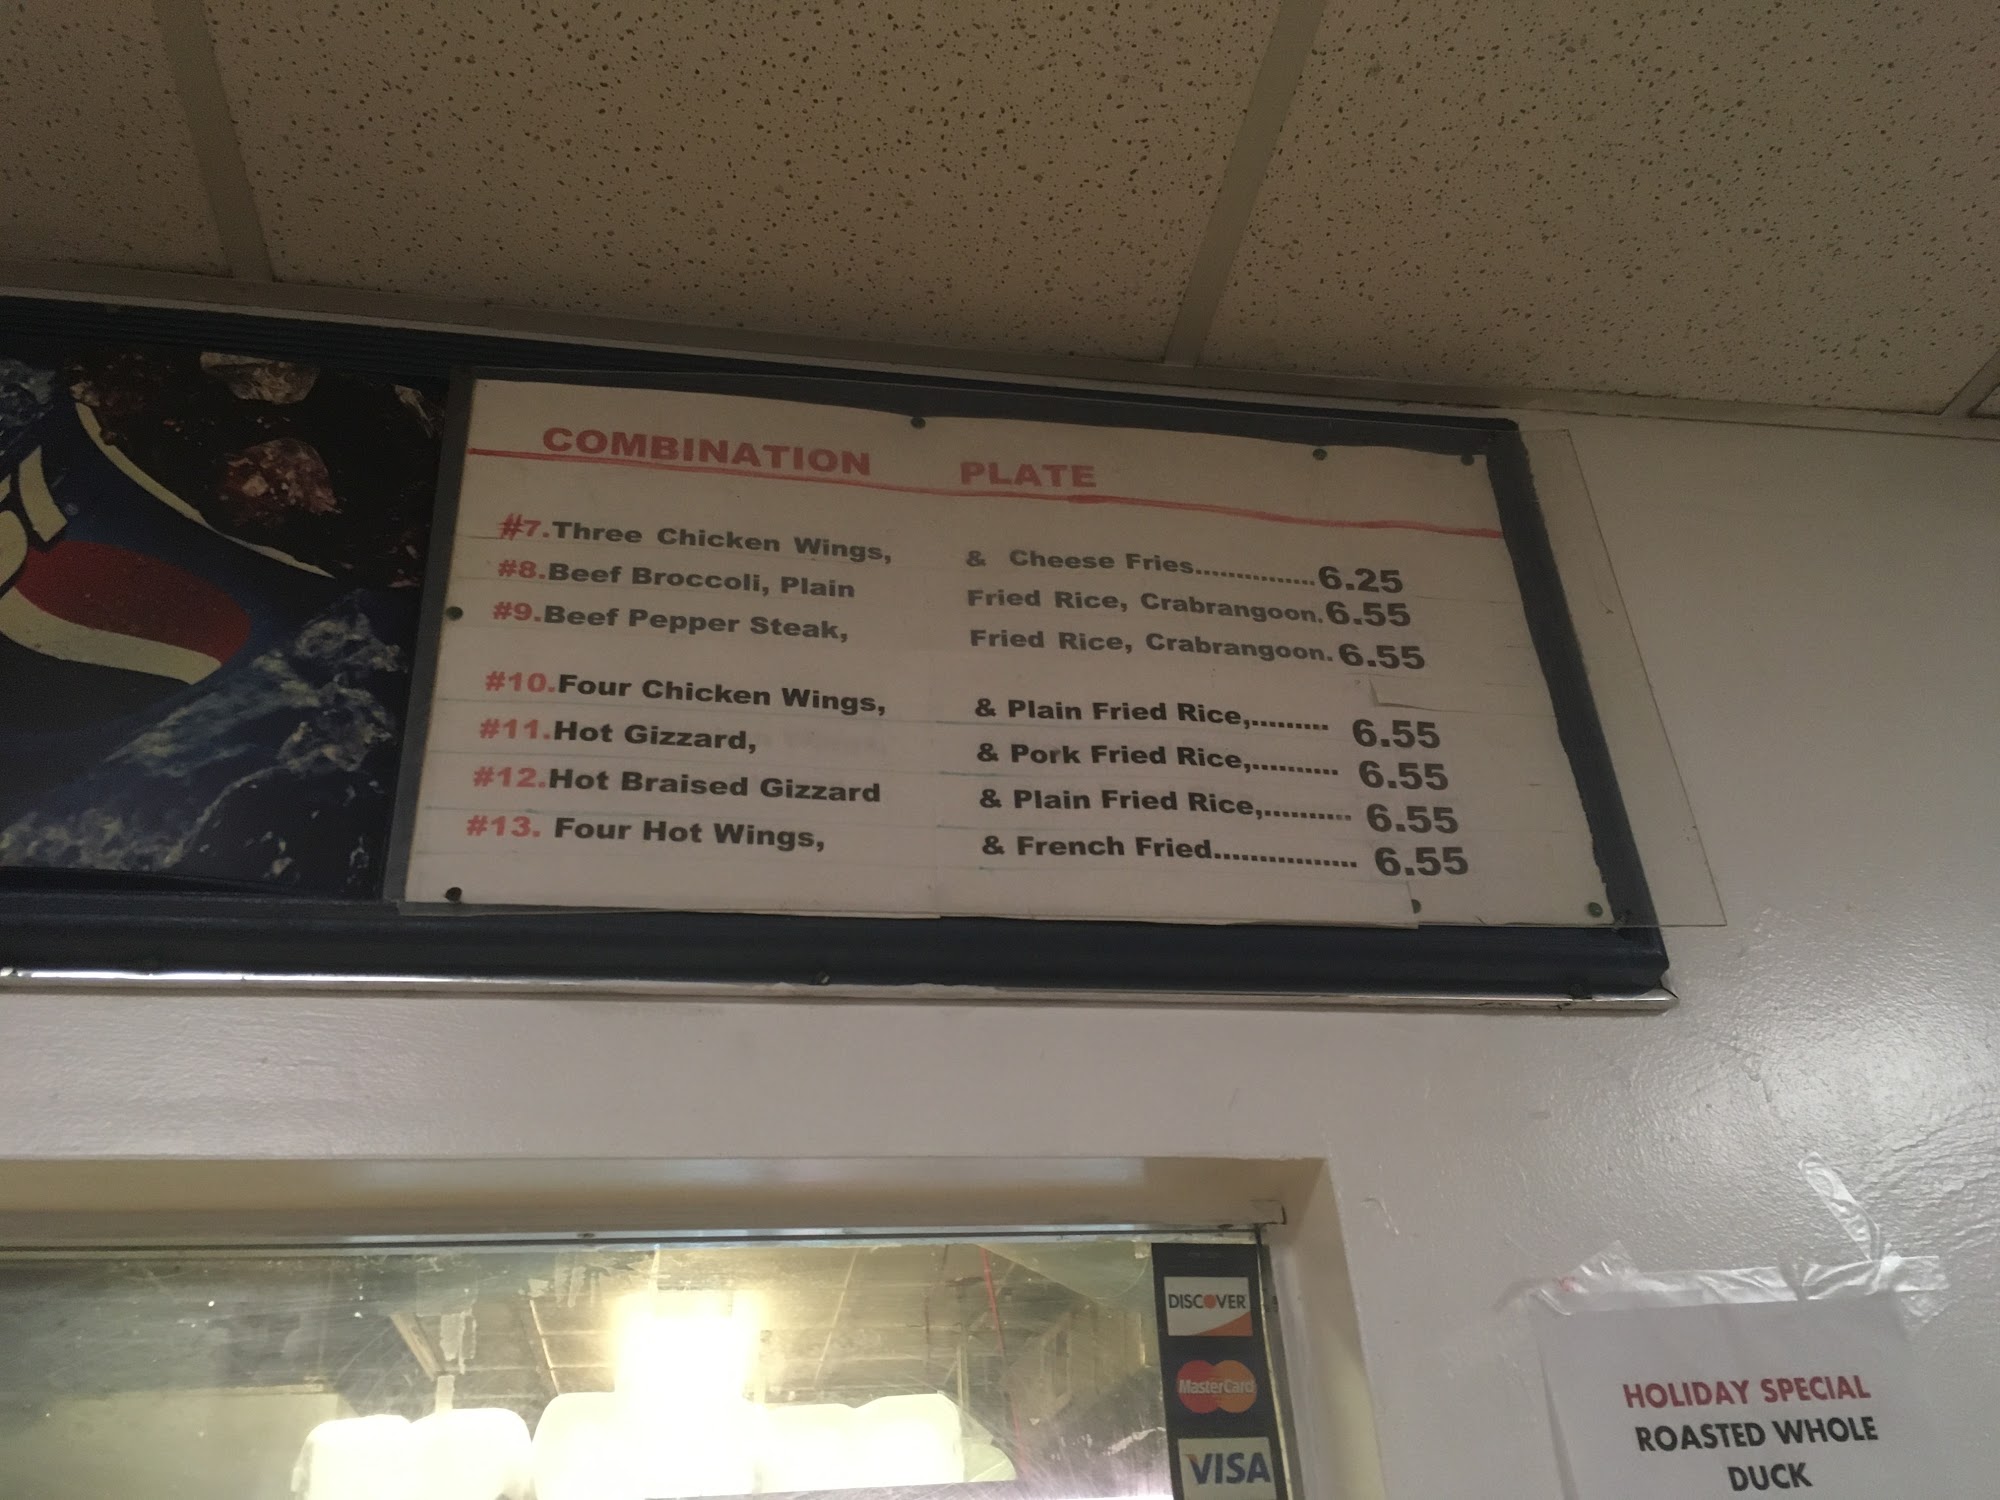 COMBINATION PLATE
#7.Three Chicken Wings, & Cheese Fries...............6.25
#8.Beef Broccoli, Plain Fried Rice, Crabrangoon.6.55
#9.Beef Pepper Steak, Fried Rice, Crabrangoon.6.55
#10.Four Chicken Wings, & Plain Fried Rice,......... 6.55
#11.Hot Gizzard, & Pork Fried Rice,.......... 6.55
#12.Hot Braised Gizzard & Plain Fried Rice,.......... 6.55
#13. Four Hot Wings, & French Fried................ 6.55
DISCOVER
MasterCard
VISA
HOLIDAY SPECIAL
ROASTED WHOLE
DUCK